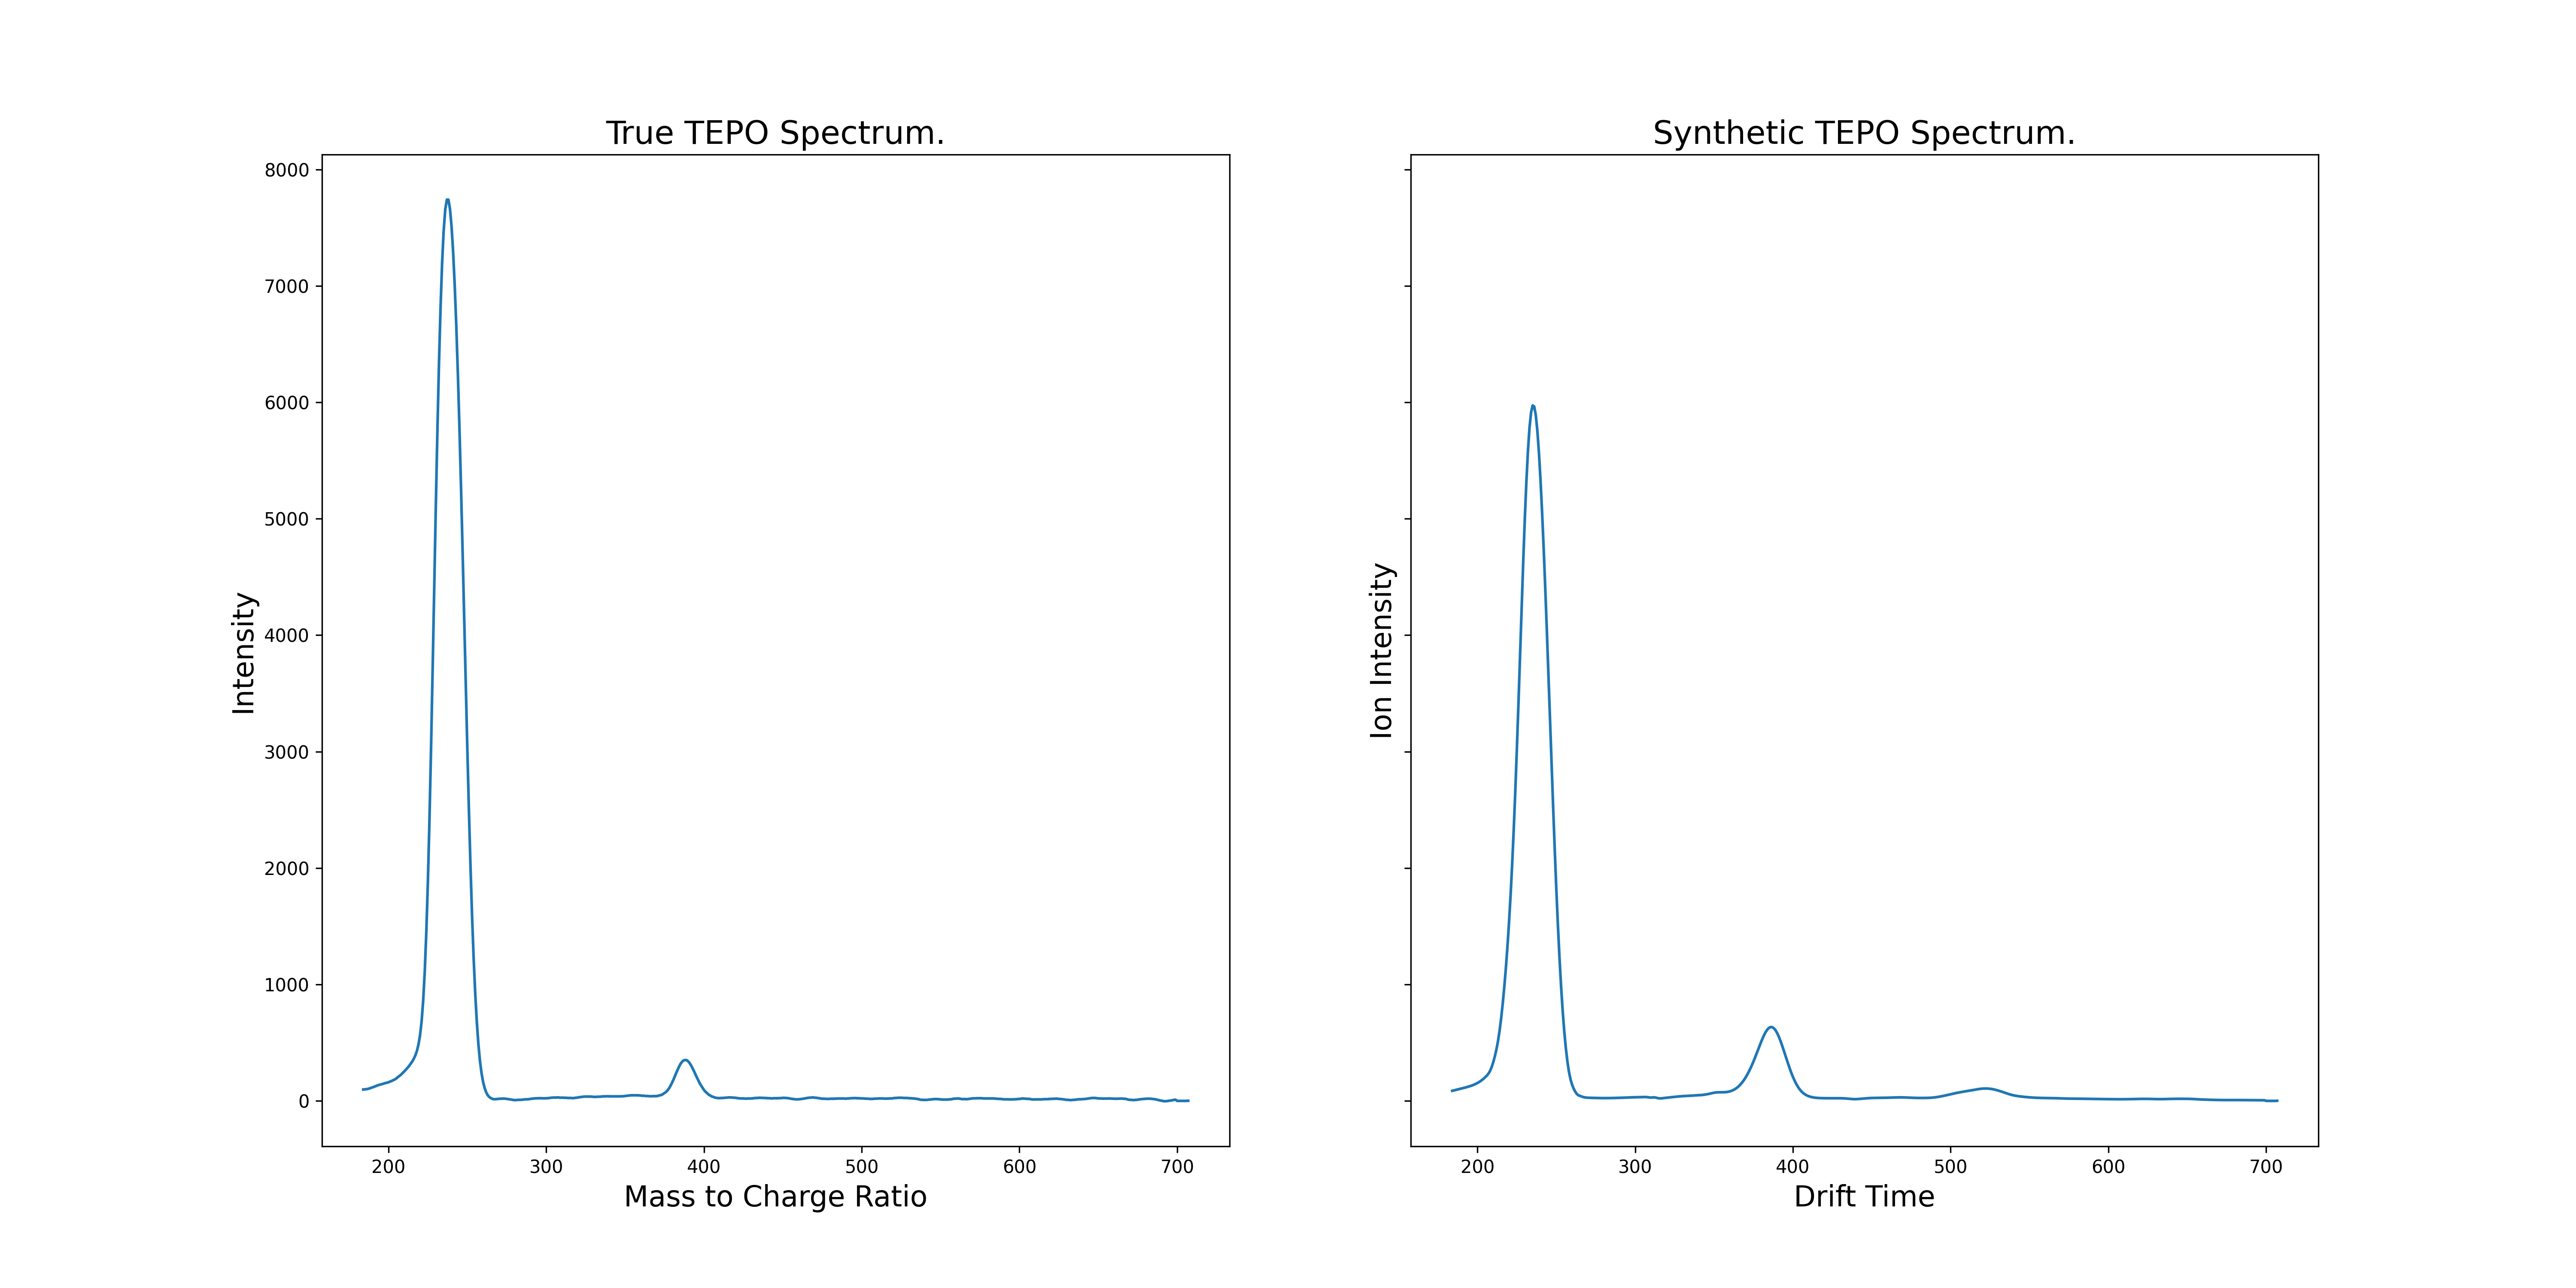 True TEPO Spectrum.
8000
7000
6000
5000
4000
3000
2000
1000
0
Intensity
200 300 400 500 600 700
Mass to Charge Ratio
Synthetic TEPO Spectrum.
Ion Intensity
200 300 400 500 600 700
Drift Time